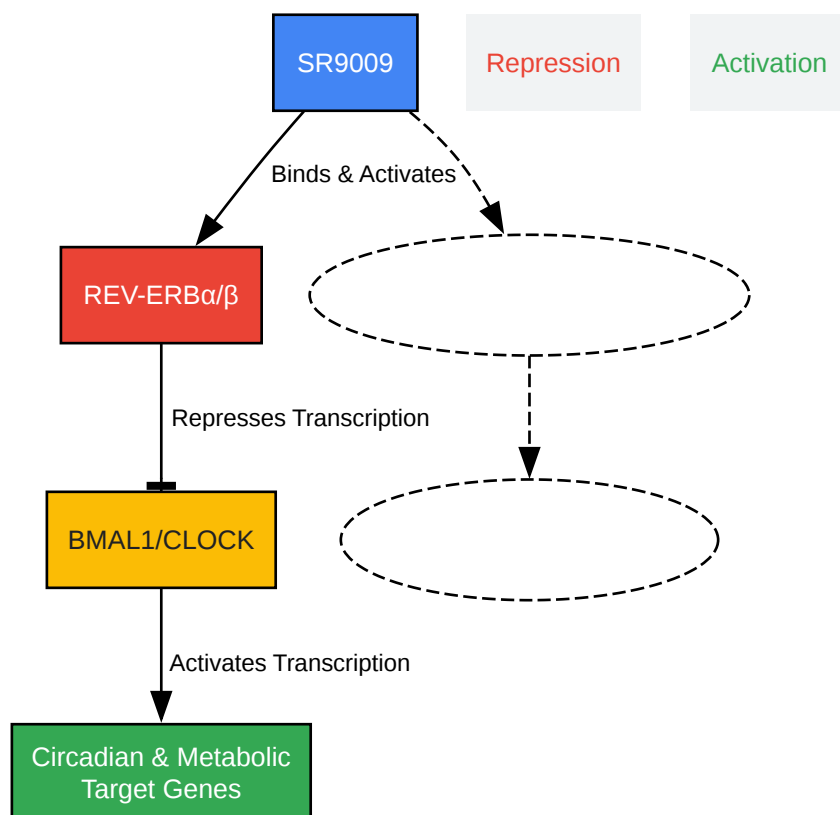 SR9009
Repression
Activation
Binds & Activates
REV-ERBα/β
Represses Transcription
BMAL1/CLOCK
Activates Transcription
Circadian & Metabolic
Target Genes